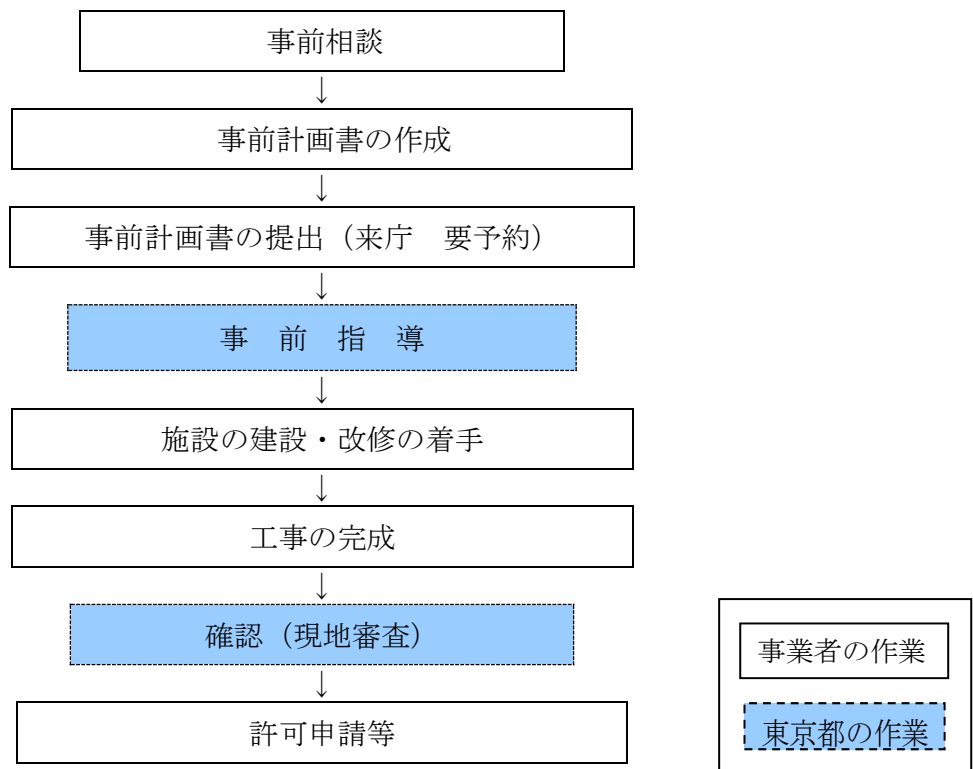 事前相談
↓
事前計画書の作成
↓
事前計画書の提出（来庁　要予約）
↓
事　前　指　導
↓
施設の建設・改修の着手
↓
工事の完成
↓
確認（現地審査）
↓
許可申請等
事業者の作業
東京都の作業